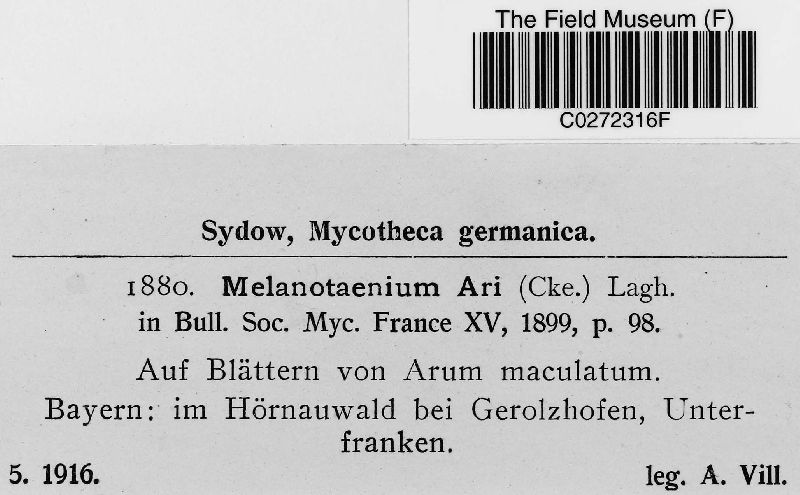 The Field Museum (F)
C0272316F
Sydow, Mycotheca germanica.
1880. Melanotaenium Ari (Cke.) Lagh.
in Bull. Soc. Myc. France XV, 1899, p. 98.
Auf Blättern von Arum maculatum.
Bayern: im Hörnauwald bei Gerolzhofen, Unter-
franken.
5. 1916. leg. A. Vill.